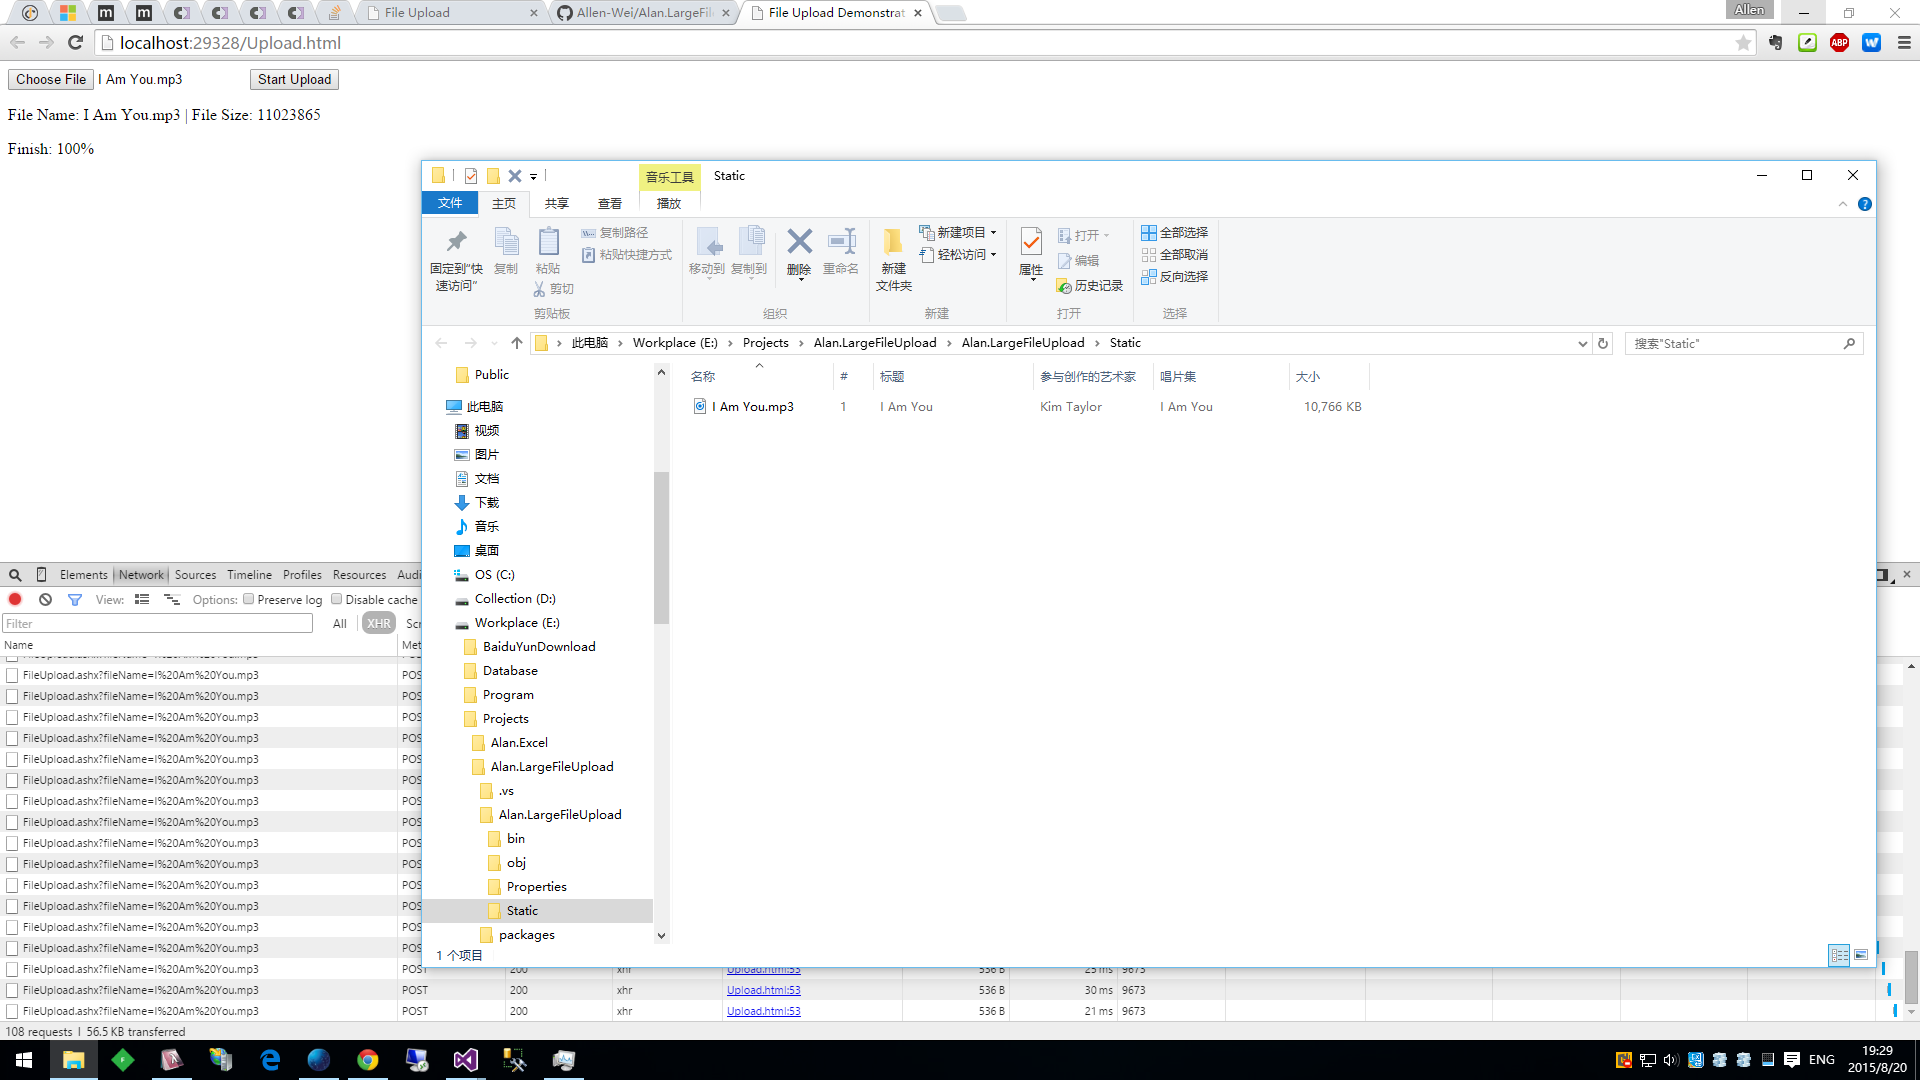 File Upload
Allen-Wei/Alan.LargeFile
File Upload Demonstrat
Allen
localhost:29328/Upload.html
ABP
Choose File I Am You.mp3 Start Upload
File Name: I Am You.mp3 | File Size: 11023865
Finish: 100%
音乐工具 Static
文件 主页 共享 查看 播放
固定到"快速访问"
复制
粘贴
复制路径
粘贴快捷方式
剪切
剪贴板
移动到
复制到
删除
重命名
组织
新建
文件夹
新建项目
轻松访问
新建
属性
打开
编辑
历史记录
打开
全部选择
全部取消
反向选择
选择
此电脑 Workplace (E:) Projects Alan.LargeFileUpload Alan.LargeFileUpload Static
搜索"Static"
名称 # 标题 参与创作的艺术家 唱片集 大小
I Am You.mp3 1 I Am You Kim Taylor I Am You 10,766 KB
Public
此电脑
视频
图片
文档
下载
音乐
桌面
OS (C:)
Collection (D:)
Workplace (E:)
BaiduYunDownload
Database
Program
Projects
Alan.Excel
Alan.LargeFileUpload
.vs
Alan.LargeFileUpload
bin
obj
Properties
Static
packages
1 个项目
Elements Network Sources Timeline Profiles Resources Audi
View: Options: Preserve log Disable cache
Filter All XHR Scr
Name Met
FileUpload.ashx?fileName=I%20Am%20You.mp3
FileUpload.ashx?fileName=I%20Am%20You.mp3 POS
FileUpload.ashx?fileName=I%20Am%20You.mp3 POS
FileUpload.ashx?fileName=I%20Am%20You.mp3 POS
FileUpload.ashx?fileName=I%20Am%20You.mp3 POS
FileUpload.ashx?fileName=I%20Am%20You.mp3 POS
FileUpload.ashx?fileName=I%20Am%20You.mp3 POS
FileUpload.ashx?fileName=I%20Am%20You.mp3 POS
FileUpload.ashx?fileName=I%20Am%20You.mp3 POS
FileUpload.ashx?fileName=I%20Am%20You.mp3 POS
FileUpload.ashx?fileName=I%20Am%20You.mp3 POS
FileUpload.ashx?fileName=I%20Am%20You.mp3 POS
FileUpload.ashx?fileName=I%20Am%20You.mp3 POS
FileUpload.ashx?fileName=I%20Am%20You.mp3 POS
FileUpload.ashx?fileName=I%20Am%20You.mp3 POS
FileUpload.ashx?fileName=I%20Am%20You.mp3 POST 200 xhr Upload.html:53 536 B 25 ms 9673
FileUpload.ashx?fileName=I%20Am%20You.mp3 POST 200 xhr Upload.html:53 536 B 30 ms 9673
FileUpload.ashx?fileName=I%20Am%20You.mp3 POST 200 xhr Upload.html:53 536 B 21 ms 9673
108 requests | 56.5 KB transferred
ENG
19:29
2015/8/20